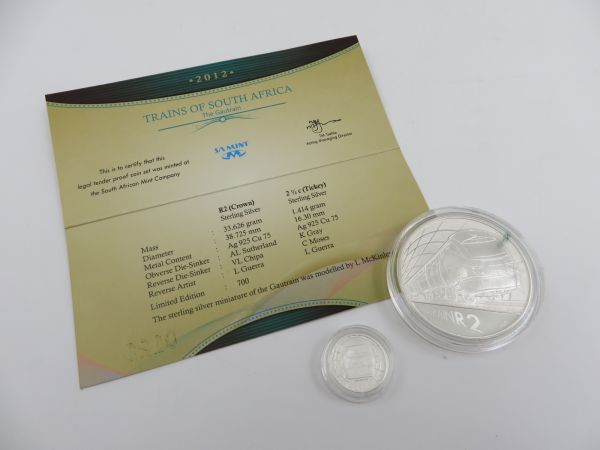 •2012•
TRAINS OF SOUTH AFRICA
The Gautrain
This is to certify that this
legal tender proof coin set was minted at
the South African Mint Company
SA MINT
Acting Managing Director
R2 (Crown) 2 ½ c (Tickey)
Sterling Silver Sterling Silver
Mass : 33.626 gram 1.414 gram
Diameter : 38.725 mm 16.30 mm
Metal Content : Ag 925 Cu 75 Ag 925 Cu 75
Obverse Die-Sinker : AL Sutherland K Gray
Reverse Die-Sinker : VL Chipa C Moses
Reverse Artist : L Guerra L Guerra
Limited Edition : 700
The sterling silver miniature of the Gautrain was modelled by L McKinle
R2